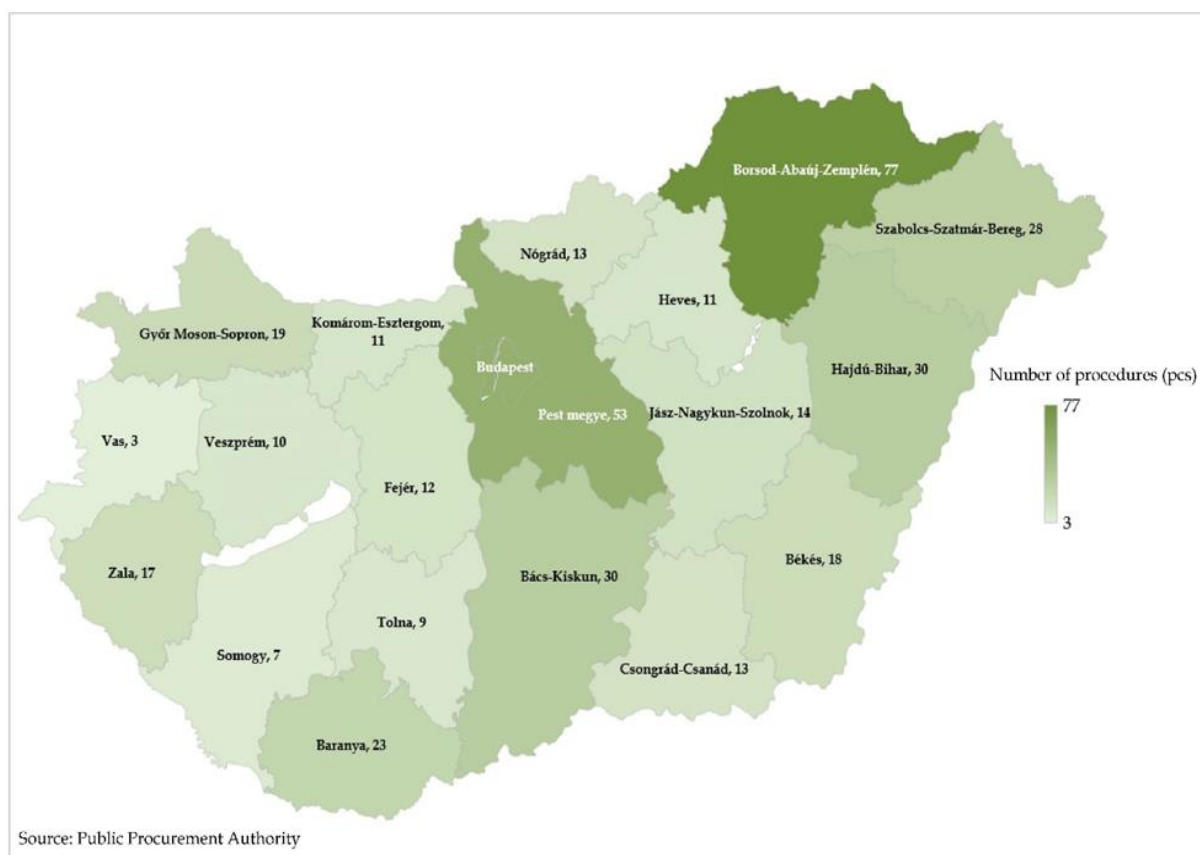 Borsod-Abaúj-Zemplén, 77
Szabolcs-Szatmár-Bereg, 28
Nógrád, 13
Heves, 11
Győr Moson-Sopron, 19
Komárom-Esztergom,
11
Budapest
Hajdú-Bihar, 30
Pest megye, 53
Jász-Nagykun-Szolnok, 14
Vas, 3
Veszprém, 10
Fejér, 12
Zala, 17
Bács-Kiskun, 30
Békés, 18
Tolna, 9
Somogy, 7
Csongrád-Csanád, 13
Baranya, 23
Number of procedures (pcs)
77
3
Source: Public Procurement Authority